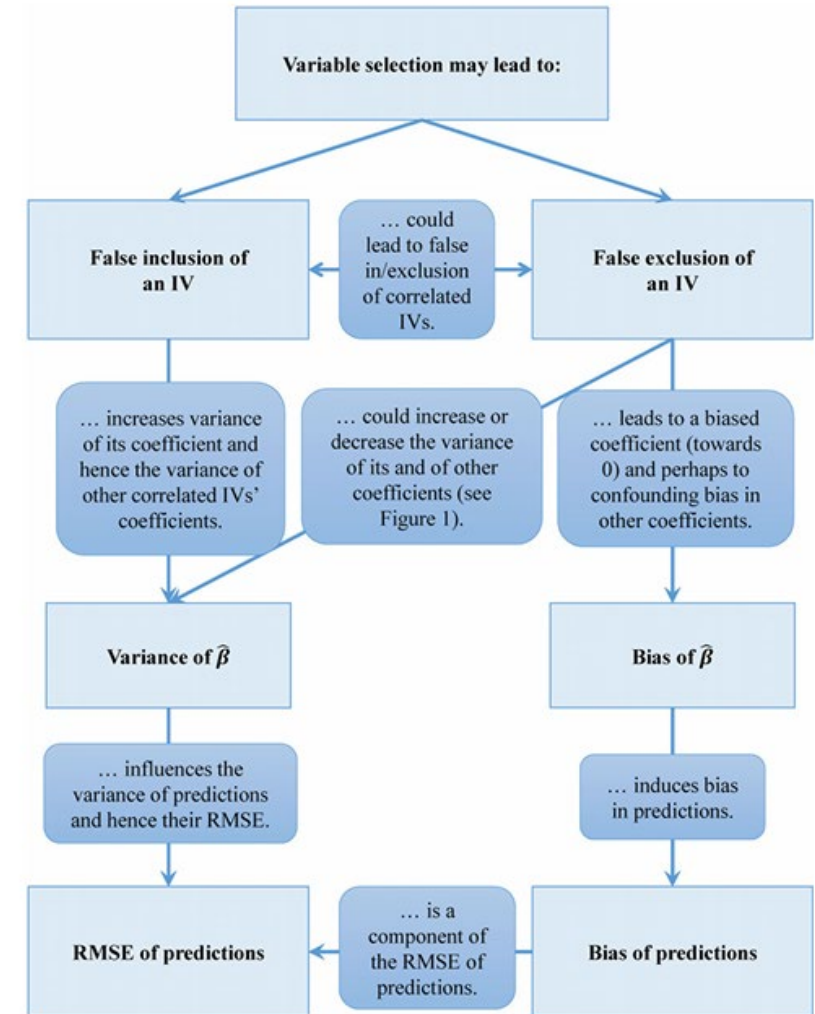 Variable selection may lead to:
False inclusion of
an IV
… could
lead to false
in/exclusion
of correlated
IVs.
False exclusion of
an IV
… increases variance
of its coefficient and
hence the variance of
other correlated IVs’
coefficients.
… could increase or
decrease the variance
of its and of other
coefficients (see
Figure 1).
… leads to a biased
coefficient (towards
0) and perhaps to
confounding bias in
other coefficients.
Variance of β̂
Bias of β̂
… influences the
variance of predictions
and hence their RMSE.
… induces bias
in predictions.
RMSE of predictions
… is a
component of
the RMSE of
predictions.
Bias of predictions